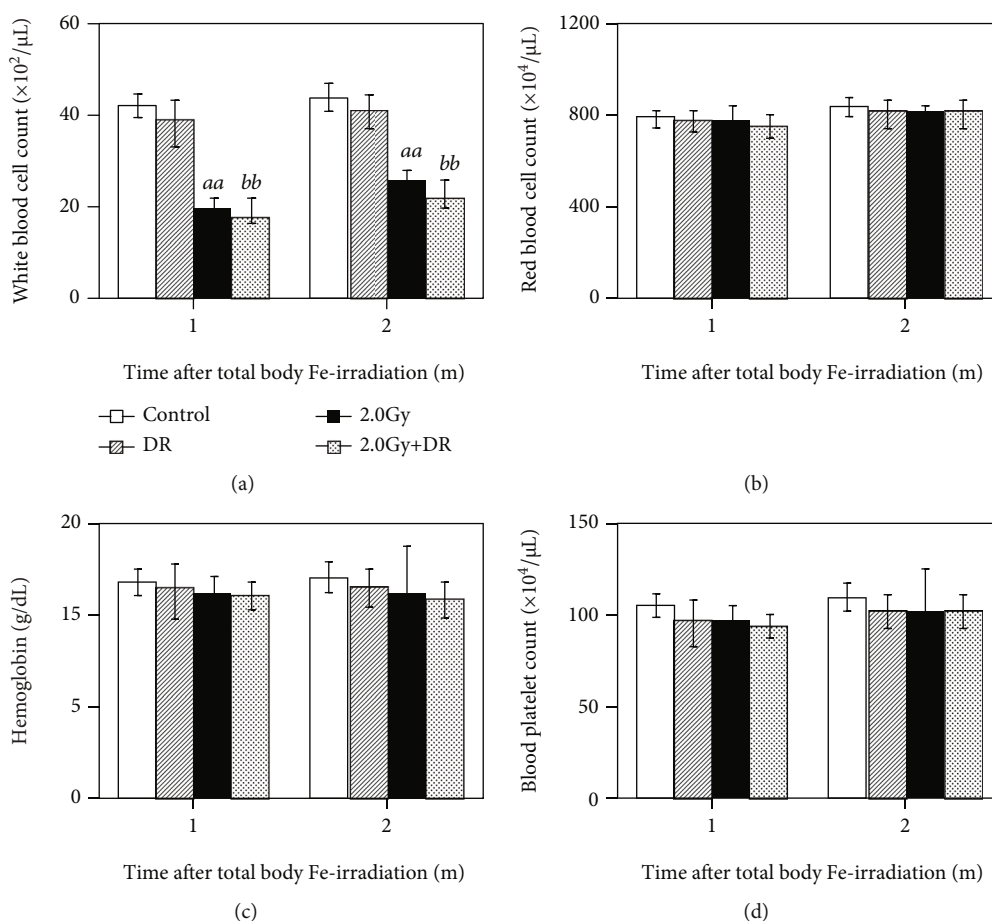 White blood cell count (×10²/μL)
60
40
20
0
aa
bb
aa
bb
1
2
Time after total body Fe-irradiation (m)
Control
2.0Gy
DR
2.0Gy+DR
(a)
Red blood cell count (×10⁴/μL)
1200
800
400
0
1
2
Time after total body Fe-irradiation (m)
(b)
Hemoglobin (g/dL)
20
15
5
0
1
2
Time after total body Fe-irradiation (m)
(c)
Blood platelet count (×10⁴/μL)
150
100
50
0
1
2
Time after total body Fe-irradiation (m)
(d)